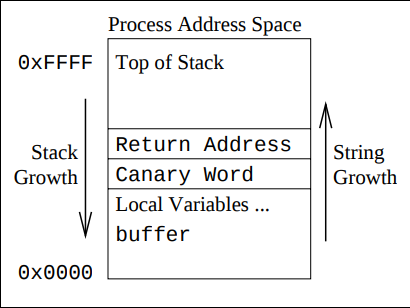 Process Address Space
0xFFFF
Top of Stack
Return Address
Canary Word
Stack
Growth
String
Growth
Local Variables ...
buffer
0x0000